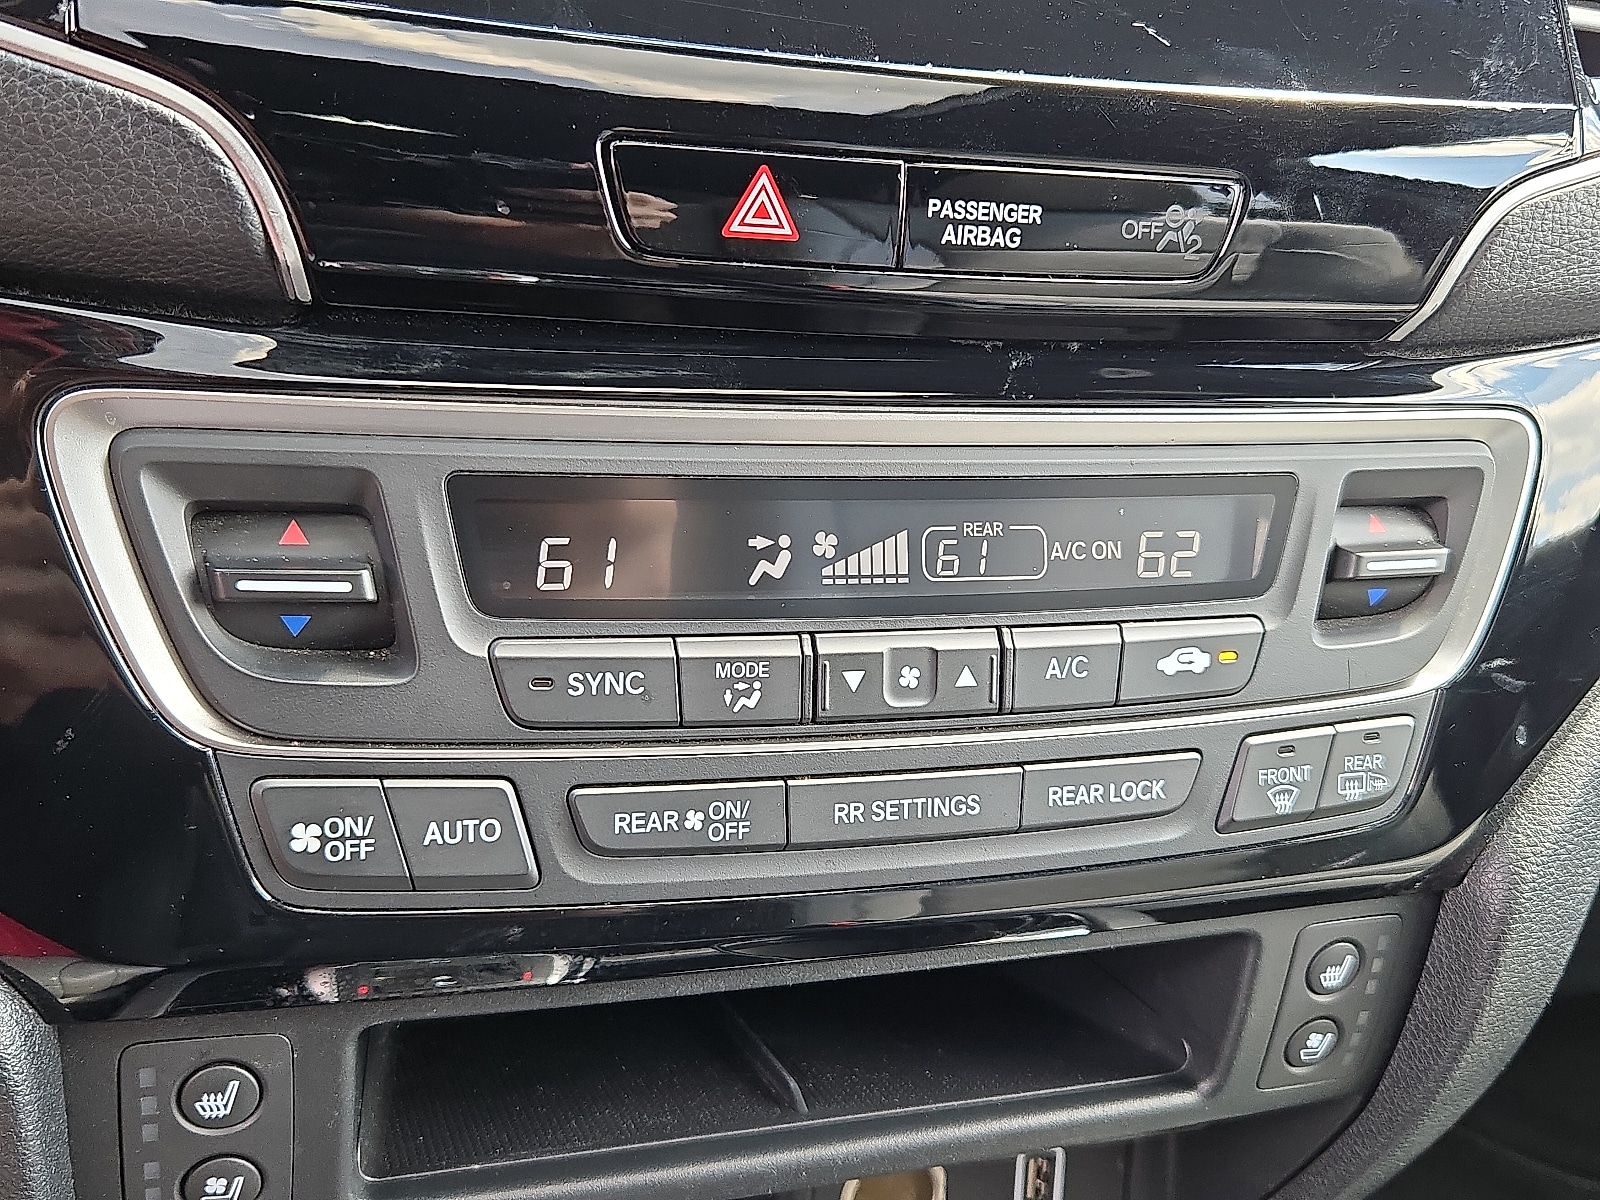 PASSENGER
AIRBAG
OFF
2
61
REAR
61
A/C ON
62
SYNC
MODE
A/C
ON/
OFF
AUTO
REAR
ON/
OFF
RR SETTINGS
REAR LOCK
FRONT
REAR